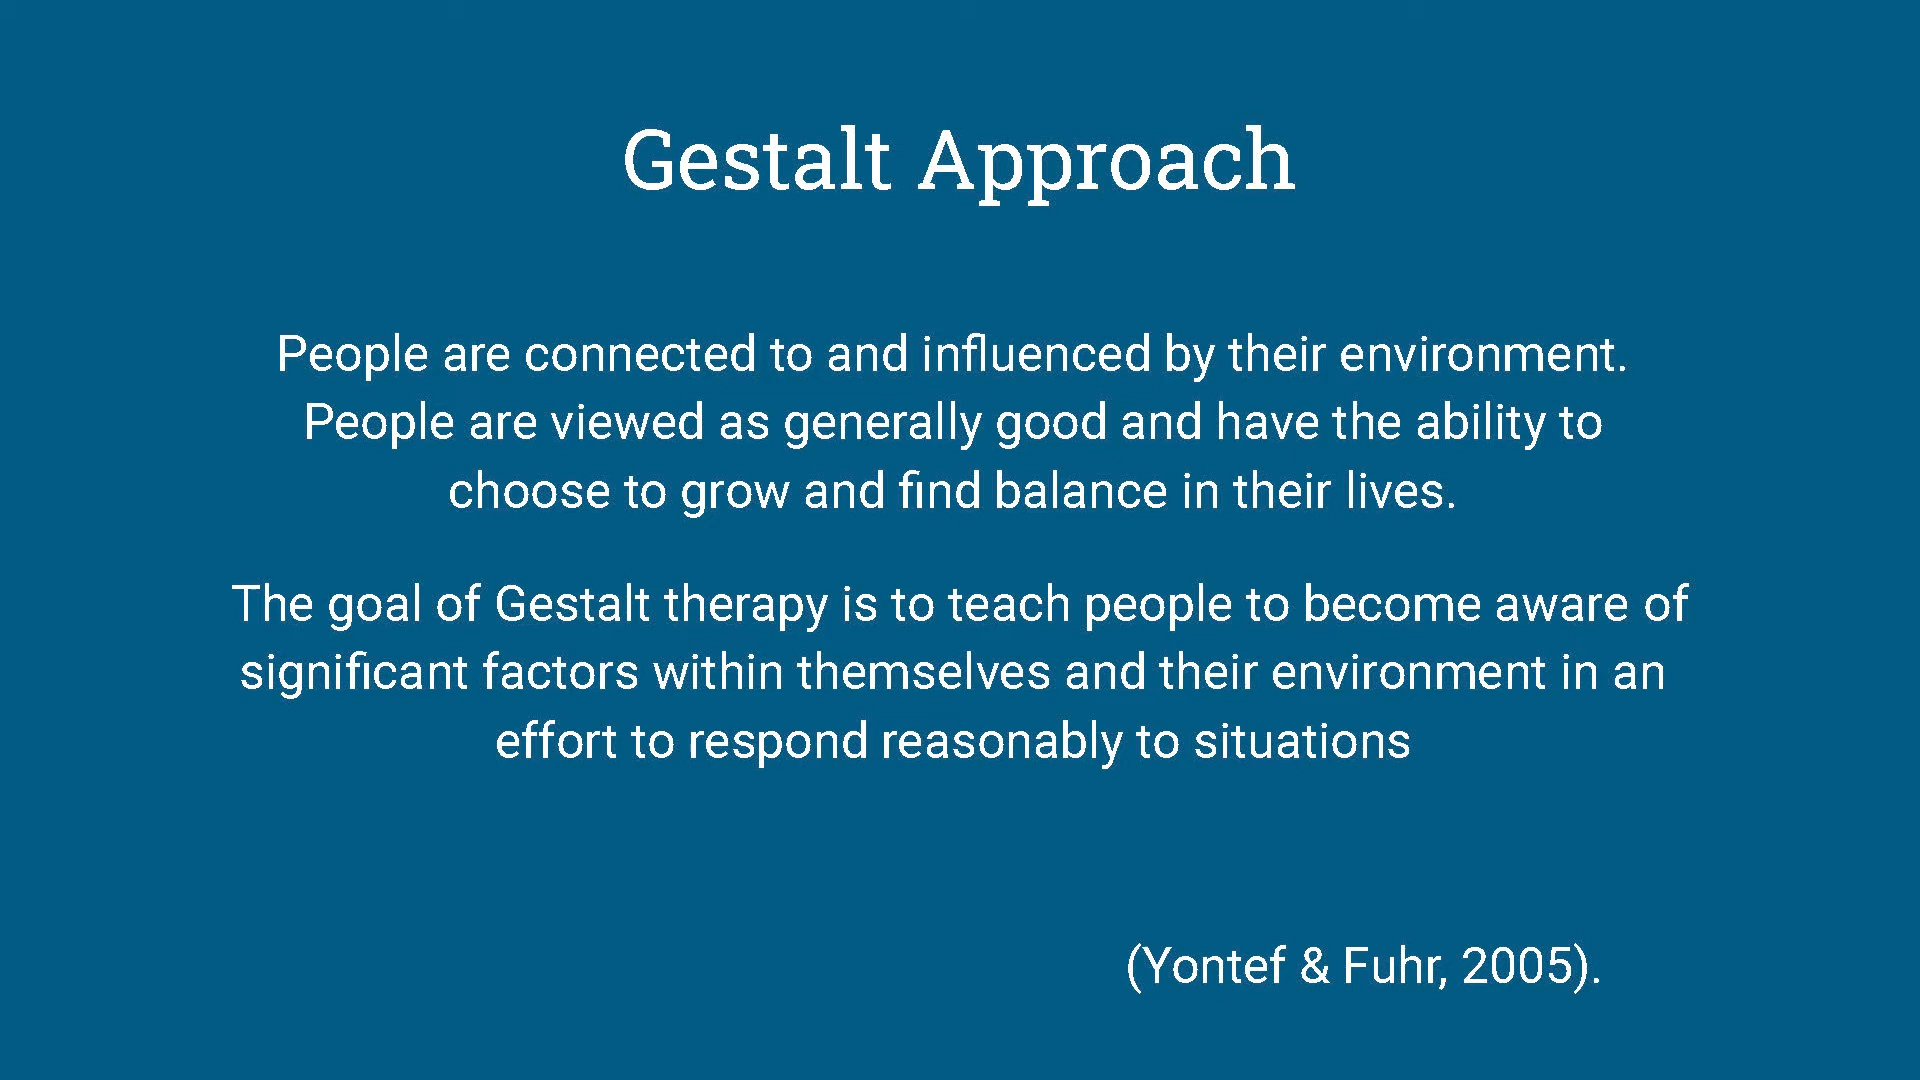 Gestalt Approach
People are connected to and influenced by their environment.
People are viewed as generally good and have the ability to
choose to grow and find balance in their lives.
The goal of Gestalt therapy is to teach people to become aware of
significant factors within themselves and their environment in an
effort to respond reasonably to situations
(Yontef & Fuhr, 2005).